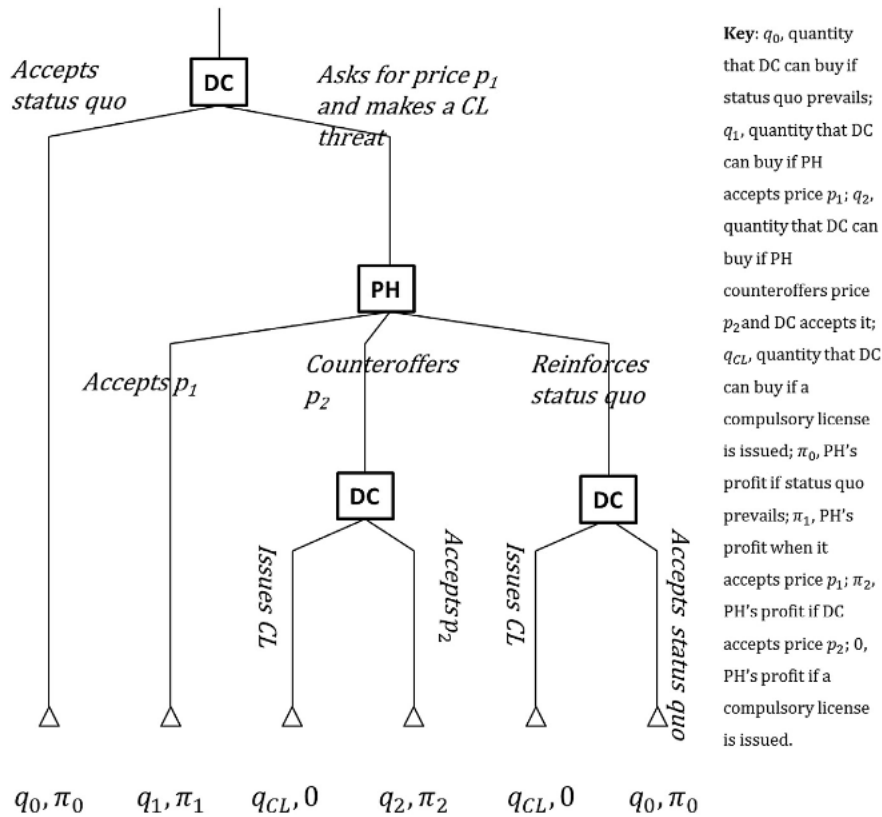 Accepts
status quo
DC
Asks for price p₁
and makes a CL
threat
PH
Accepts p₁
Counteroffers
p₂
Reinforces
status quo
DC
DC
Issues CL
Accepts p₂
Issues CL
Accepts status quo
q₀, π₀
q₁, π₁
q_CL, 0
q₂, π₂
q_CL, 0
q₀, π₀
Key: q₀, quantity
that DC can buy if
status quo prevails;
q₁, quantity that DC
can buy if PH
accepts price p₁; q₂,
quantity that DC can
buy if PH
counteroffers price
p₂and DC accepts it;
q_CL, quantity that DC
can buy if a
compulsory license
is issued; π₀, PH's
profit if status quo
prevails; π₁, PH's
profit when it
accepts price p₁; π₂,
PH's profit if DC
accepts price p₂; 0,
PH's profit if a
compulsory license
is issued.